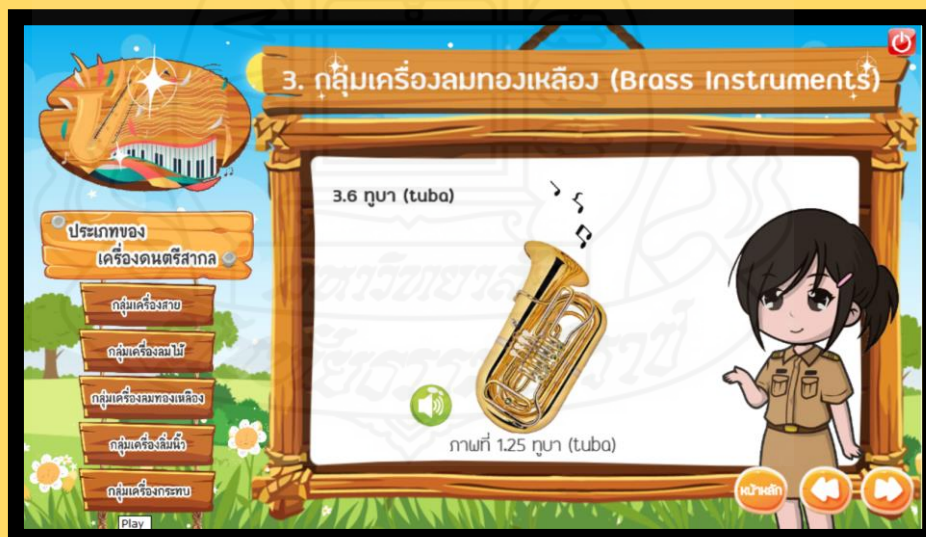 3. กลุ่มเครื่องลมทองเหลือง (Brass Instruments)
3.6 ทูบา (tuba)
ภาพที่ 1.25 ทูบา (tuba)
ประเภทของ
เครื่องดนตรีสากล
กลุ่มเครื่องสาย
กลุ่มเครื่องลมไม้
กลุ่มเครื่องลมทองเหลือง
กลุ่มเครื่องลิ่มนิ้ว
กลุ่มเครื่องกระทบ
Play
หน้าหลัก